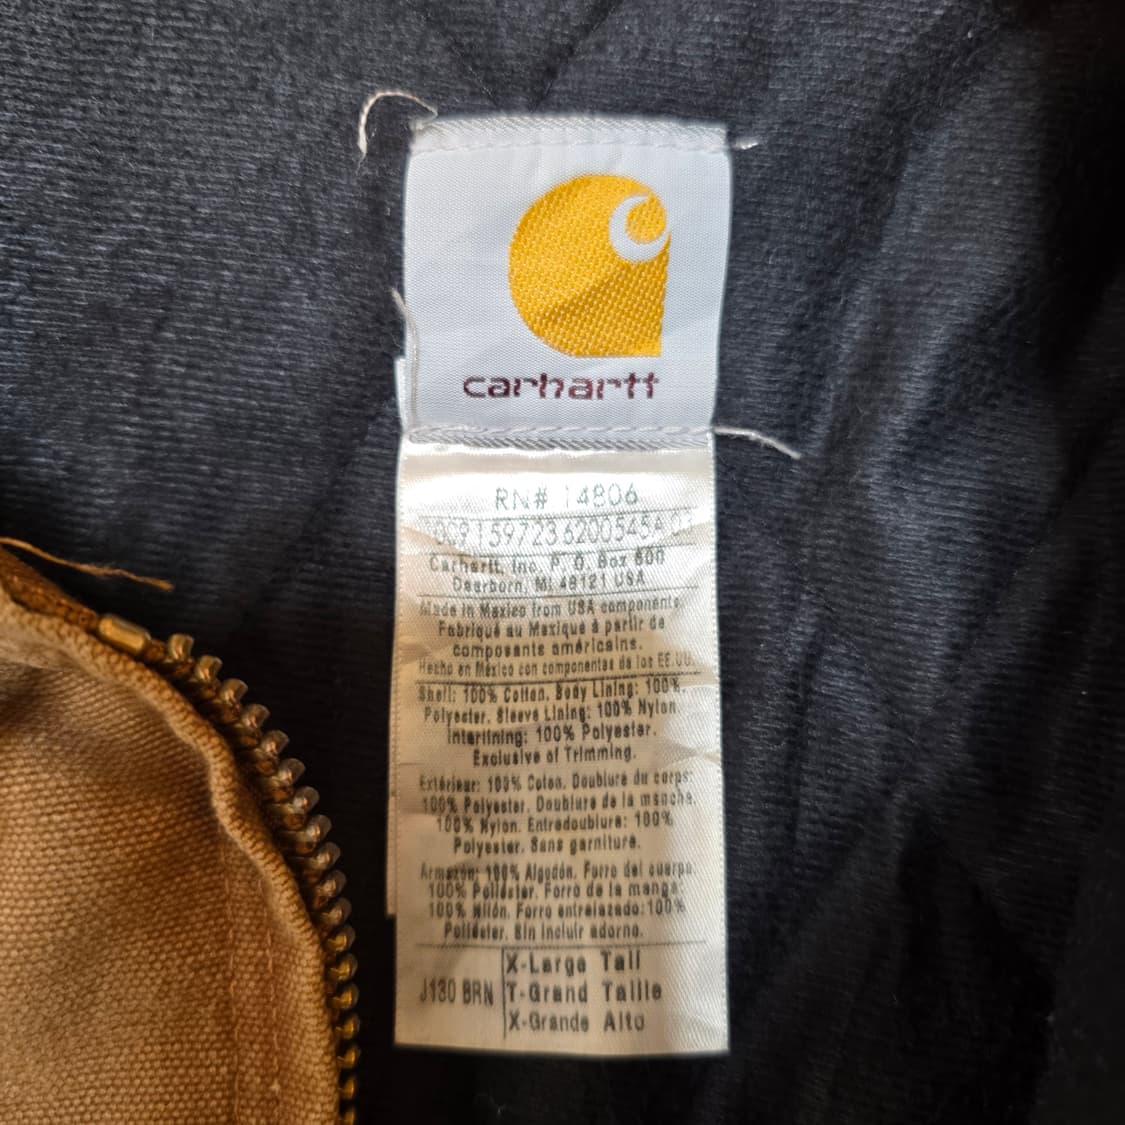 carhartt
RN# 14806
00915972362005454 01
Carhartt, Inc. P. O. Box 600
Dearborn, MI 48121 USA
Made in Mexico from USA components.
Fabriqué au Mexique à partir de
composants américains.
Hecho en México con componentes de los EE.UU.
Shell: 100% Cotton. Body Lining: 100%
Polyester. Sleeve Lining: 100% Nylon.
Interlining: 100% Polyester.
Exclusive of Trimming.
Extérieur: 100% Coton. Doublure du corps:
100% Polyester. Doublure de la manche:
100% Nylon. Entredoublure: 100%
Polyester. Sans garniture.
Armazón: 100% Algodón. Forro del cuerpo:
100% Poliéster. Forro de la manga:
100% Nilón. Forro entrelazado:100%
Poliéster. Sin incluir adorno.
J130 BRN
X-Large Tall
T-Grand Taille
X-Grande Alto